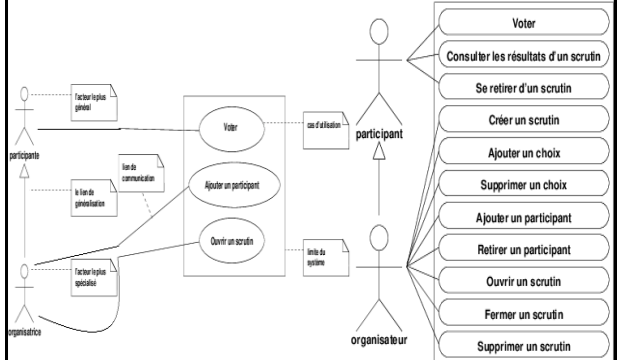 l'acteur le plus
général
participante
lien de
communication
le lien de
généralisation
l'acteur le plus
spécialisé
organisatrice
Voter
Ajouter un participant
Ouvrir un scrutin
cas d'utilisation
limite du
système
participant
organisateur
Voter
Consulter les résultats d'un scrutin
Se retirer d'un scrutin
Créer un scrutin
Ajouter un choix
Supprimer un choix
Ajouter un participant
Retirer un participant
Ouvrir un scrutin
Fermer un scrutin
Supprimer un scrutin